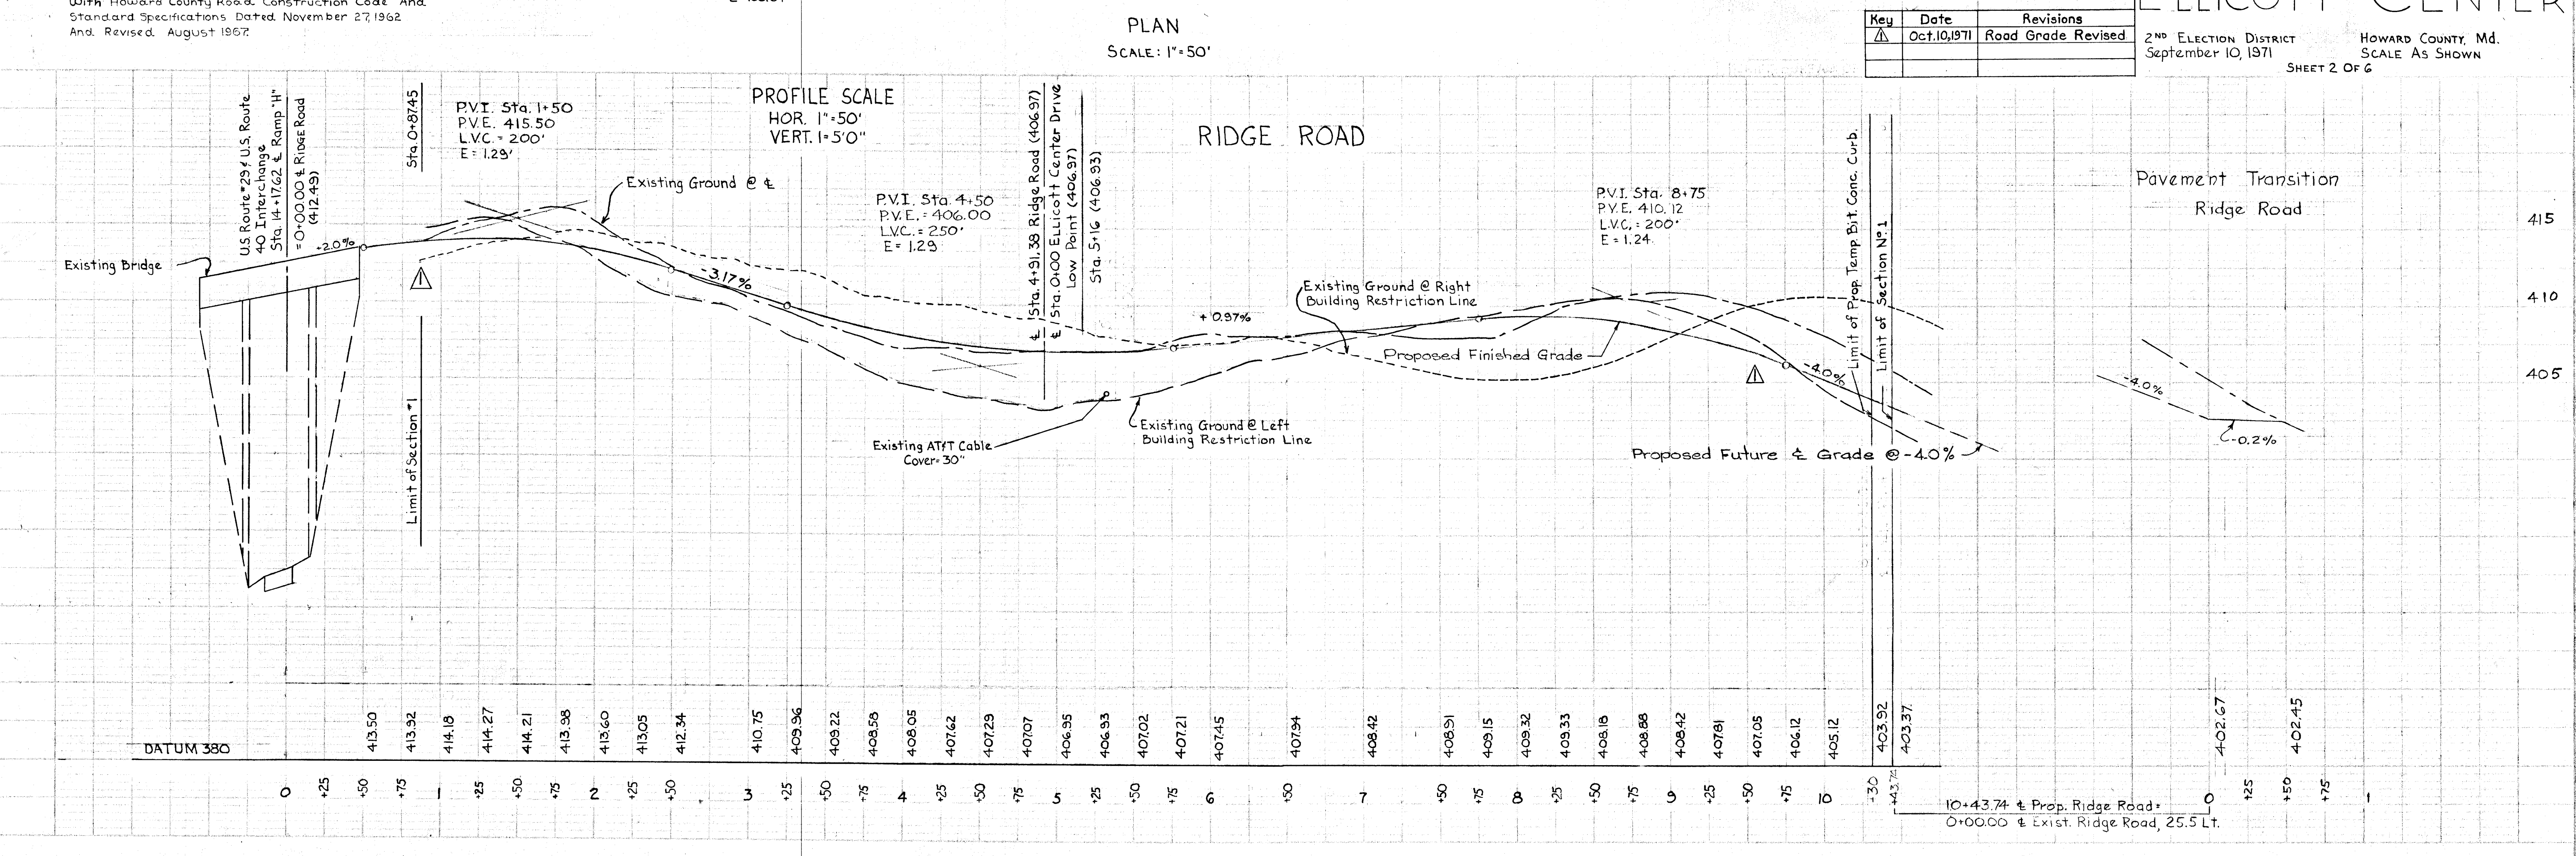 With Howard County Road Construction Code And
Standard Specifications Dated November 27, 1962
And Revised August 1967.
PLAN
SCALE: 1"=50'
Key Date Revisions
1 Oct.10,1971 Road Grade Revised
ELLICOTT CENTER
2ND ELECTION DISTRICT
September 10, 1971
HOWARD COUNTY, Md.
SCALE AS SHOWN
SHEET 2 OF 6
U.S. Route #29 & U.S. Route
40 Interchange
Sta. 14+17.62 ℄ Ramp "H"
=0+00.00 ℄ RIDGE Road
(412.49)
Sta. 0+87.45
P.V.I. Sta. 1+50
P.V.E. 415.50
L.V.C. = 200'
E = 1.29'
PROFILE SCALE
HOR. 1"=50'
VERT. 1=5'0"
RIDGE ROAD
Existing Ground @ ℄
P.V.I. Sta. 4+50
P.V.E. = 406.00
L.V.C. = 250'
E = 1.29
℄ Sta. 4+91.38 Ridge Road (406.97)
℄ Sta. 0+00 ELLicott Center Drive
Low Point (406.97)
Sta. 5+16 (406.93)
P.V.I. Sta. 8+75
P.V.E. 410.12
L.V.C. = 200'
E = 1.24
Limit of Prop. Temp Bit. Conc. Curb.
Limit of Section No. 1
Pavement Transition
Ridge Road
415
410
405
Existing Bridge
+2.0%
1
-3.17%
Existing Ground @ Right
Building Restriction Line
+0.97%
Proposed Finished Grade
1
-4.0%
-4.0%
-0.2%
Limit of Section #1
Existing AT&T Cable
Cover=30"
Existing Ground @ Left
Building Restriction Line
Proposed Future ℄ Grade @ -4.0%
DATUM 380
413.50 413.92 414.18 414.27 414.21 413.98 413.60 413.05 412.34 410.75 409.96 409.22 408.58 408.05 407.62 407.29 407.07 406.95 406.93 407.02 407.21 407.45 407.94 408.42 408.91 409.15 409.32 409.33 408.18 408.88 408.42 407.81 407.05 406.12 405.12 403.92 403.37 402.67 402.45
0 +25 +50 +75 1 +25 +50 +75 2 +25 +50 3 +25 +50 +75 4 +25 +50 +75 5 +25 +50 +75 6 +50 7 +50 +75 8 +25 +50 +75 9 +25 +50 +75 10 +30 +43.74 0 +25 +50 +75 1
10+43.74 ℄ Prop. Ridge Road=
0+00.00 ℄ Exist. Ridge Road, 25.5 Lt.